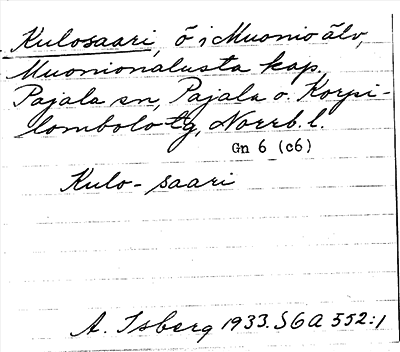 Kulosaari, ö i Muonio älv,
Muonionalusta kap.
Pajala sn, Pajala o. Korpi-
lombolo tg, Norrb. l.
Gn 6 (c6)
Kulo-saari
A. Isberg 1933. SGA 552:1